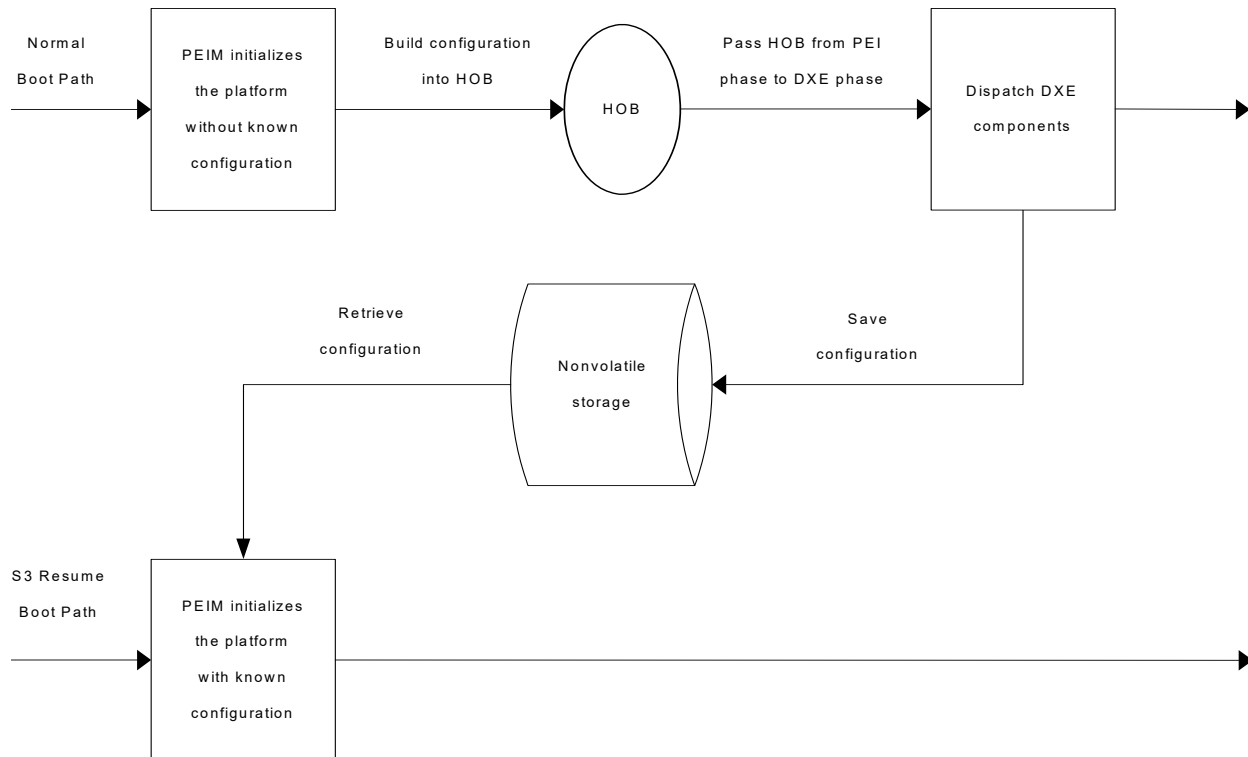 Normal
Boot Path
PEIM initializes
the platform
without known
configuration
Build configuration
into HOB
HOB
Pass HOB from PEI
phase to DXE phase
Dispatch DXE
components
Retrieve
configuration
Nonvolatile
storage
Save
configuration
S3 Resume
Boot Path
PEIM initializes
the platform
with known
configuration